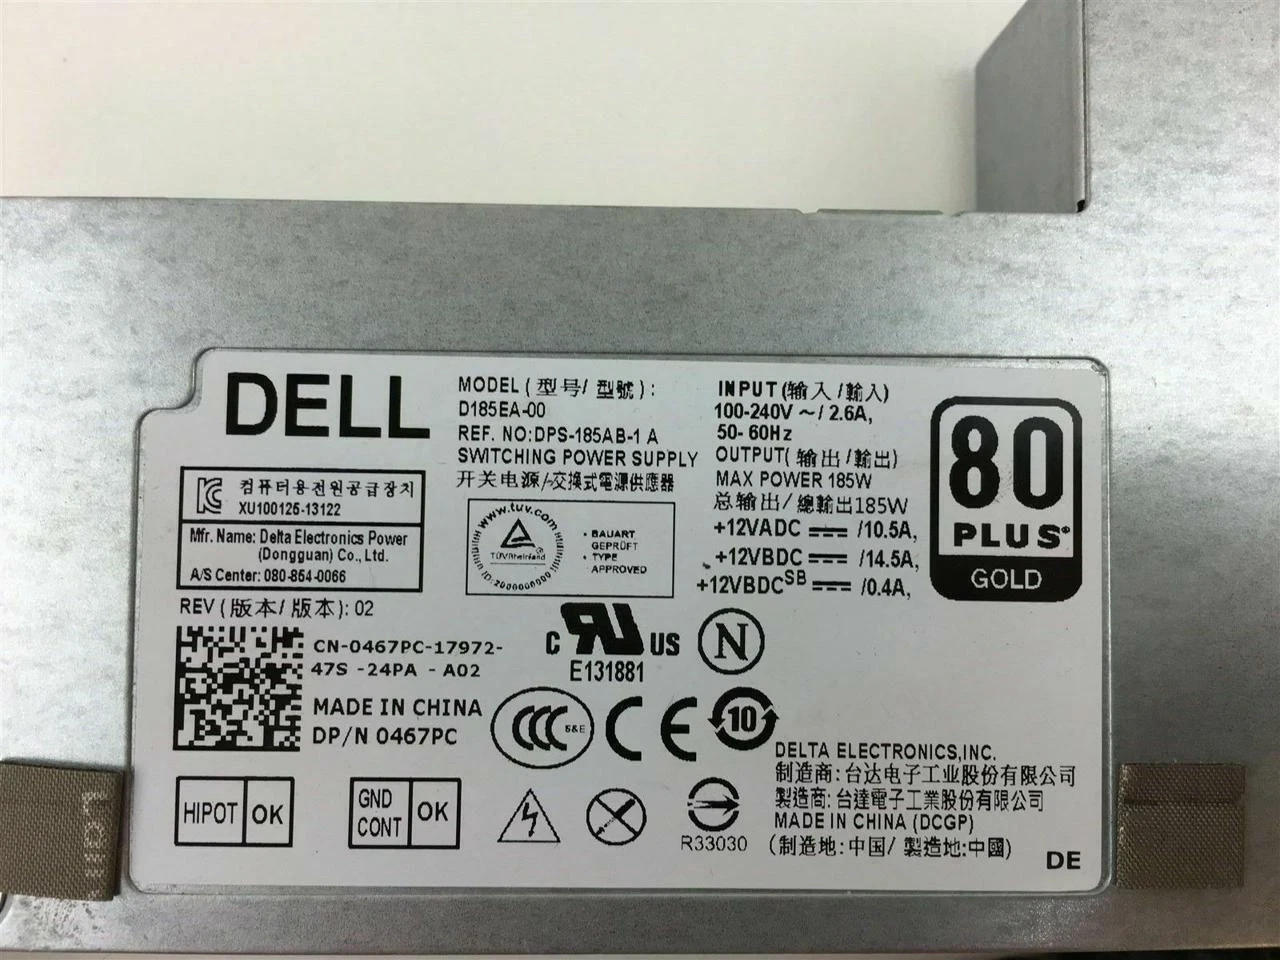 DELL
MODEL (型号/ 型號) :
D185EA-00
REF. NO:DPS-185AB-1 A
SWITCHING POWER SUPPLY
开关电源/交換式電源供應器
INPUT (输入 /輸入)
100-240V ～/ 2.6A,
50- 60Hz
OUTPUT( 输出 /輸出)
MAX POWER 185W
总输出/ 總輸出185W
+12VADC /10.5A,
+12VBDC /14.5A,
+12VBDC SB /0.4A,
80
PLUS®
GOLD
컴퓨터용전원공급장치
XU100125-13122
Mfr. Name: Delta Electronics Power
(Dongguan) Co., Ltd.
A/S Center: 080-854-0066
www.tuv.com
TÜVRheinland
ID:2000000000
• BAUART
GEPRÜFT
• TYPE
APPROVED
REV (版本/ 版本): 02
CN-0467PC-17972-
47S -24PA - A02
MADE IN CHINA
DP/N 0467PC
C US
E131881
N
CCC S&E
CE
10
HIPOT OK
GND
CONT
OK
R33030
DELTA ELECTRONICS,INC.
制造商: 台达电子工业股份有限公司
製造商: 台達電子工業股份有限公司
MADE IN CHINA (DCGP)
(制造地:中国/ 製造地:中國)
DE